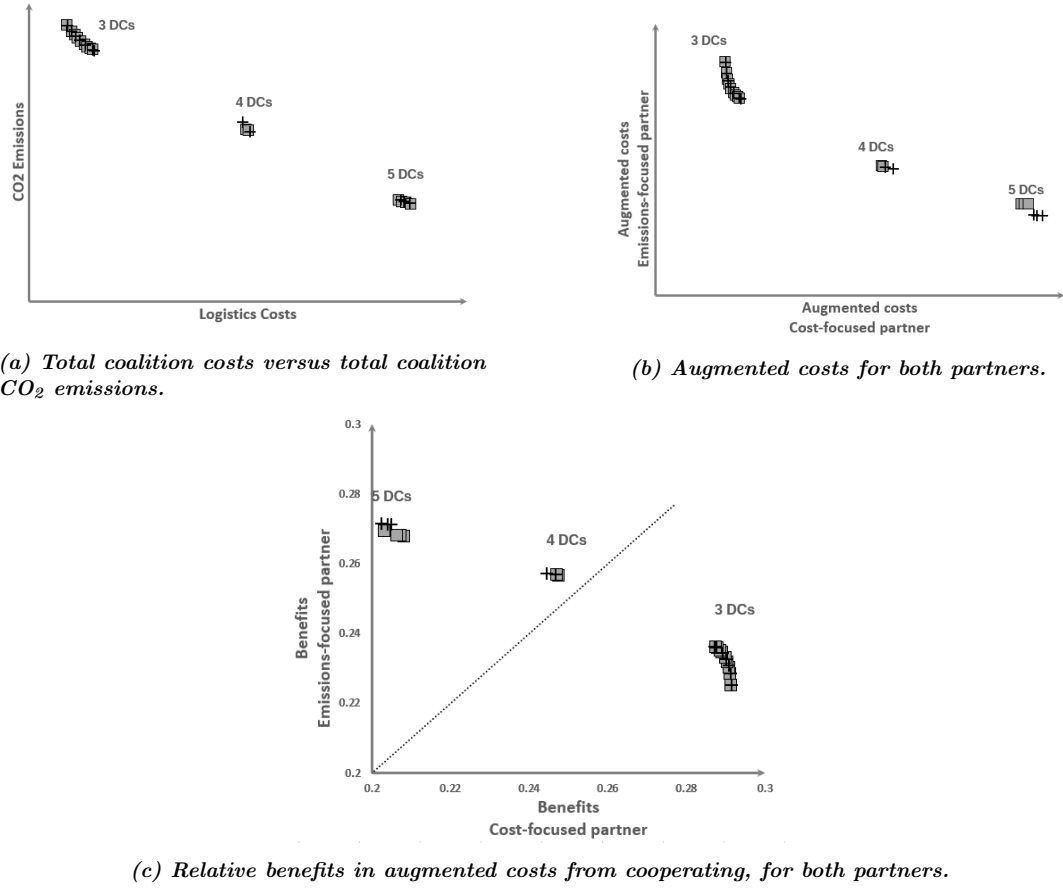 3 DCs
4 DCs
5 DCs
CO2 Emissions
Logistics Costs
(a) Total coalition costs versus total coalition
CO2 emissions.
3 DCs
4 DCs
5 DCs
Augmented costs
Emissions-focused partner
Augmented costs
Cost-focused partner
(b) Augmented costs for both partners.
0.3
0.28
0.26
0.24
0.22
0.2
5 DCs
4 DCs
3 DCs
Benefits
Emissions-focused partner
0.2 0.22 0.24 0.26 0.28 0.3
Benefits
Cost-focused partner
(c) Relative benefits in augmented costs from cooperating, for both partners.